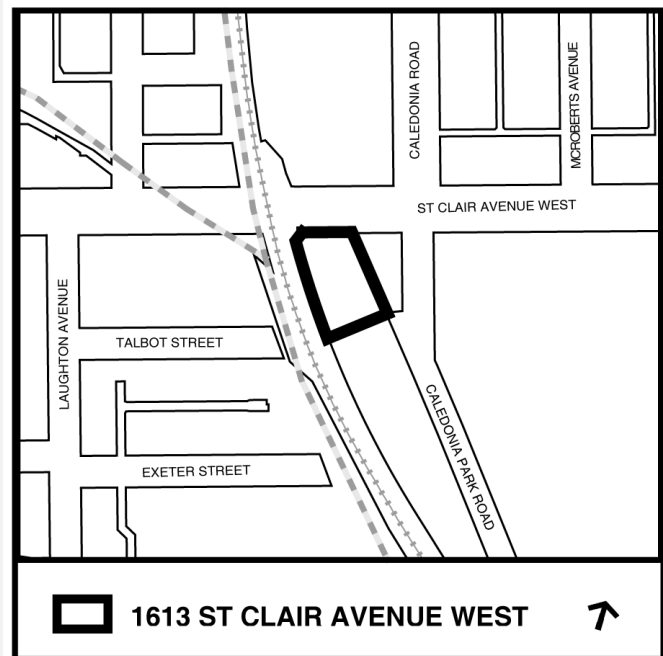 CALEDONIA ROAD
MCROBERTS AVENUE
ST CLAIR AVENUE WEST
LAUGHTON AVENUE
TALBOT STREET
CALEDONIA PARK ROAD
EXETER STREET
1613 ST CLAIR AVENUE WEST